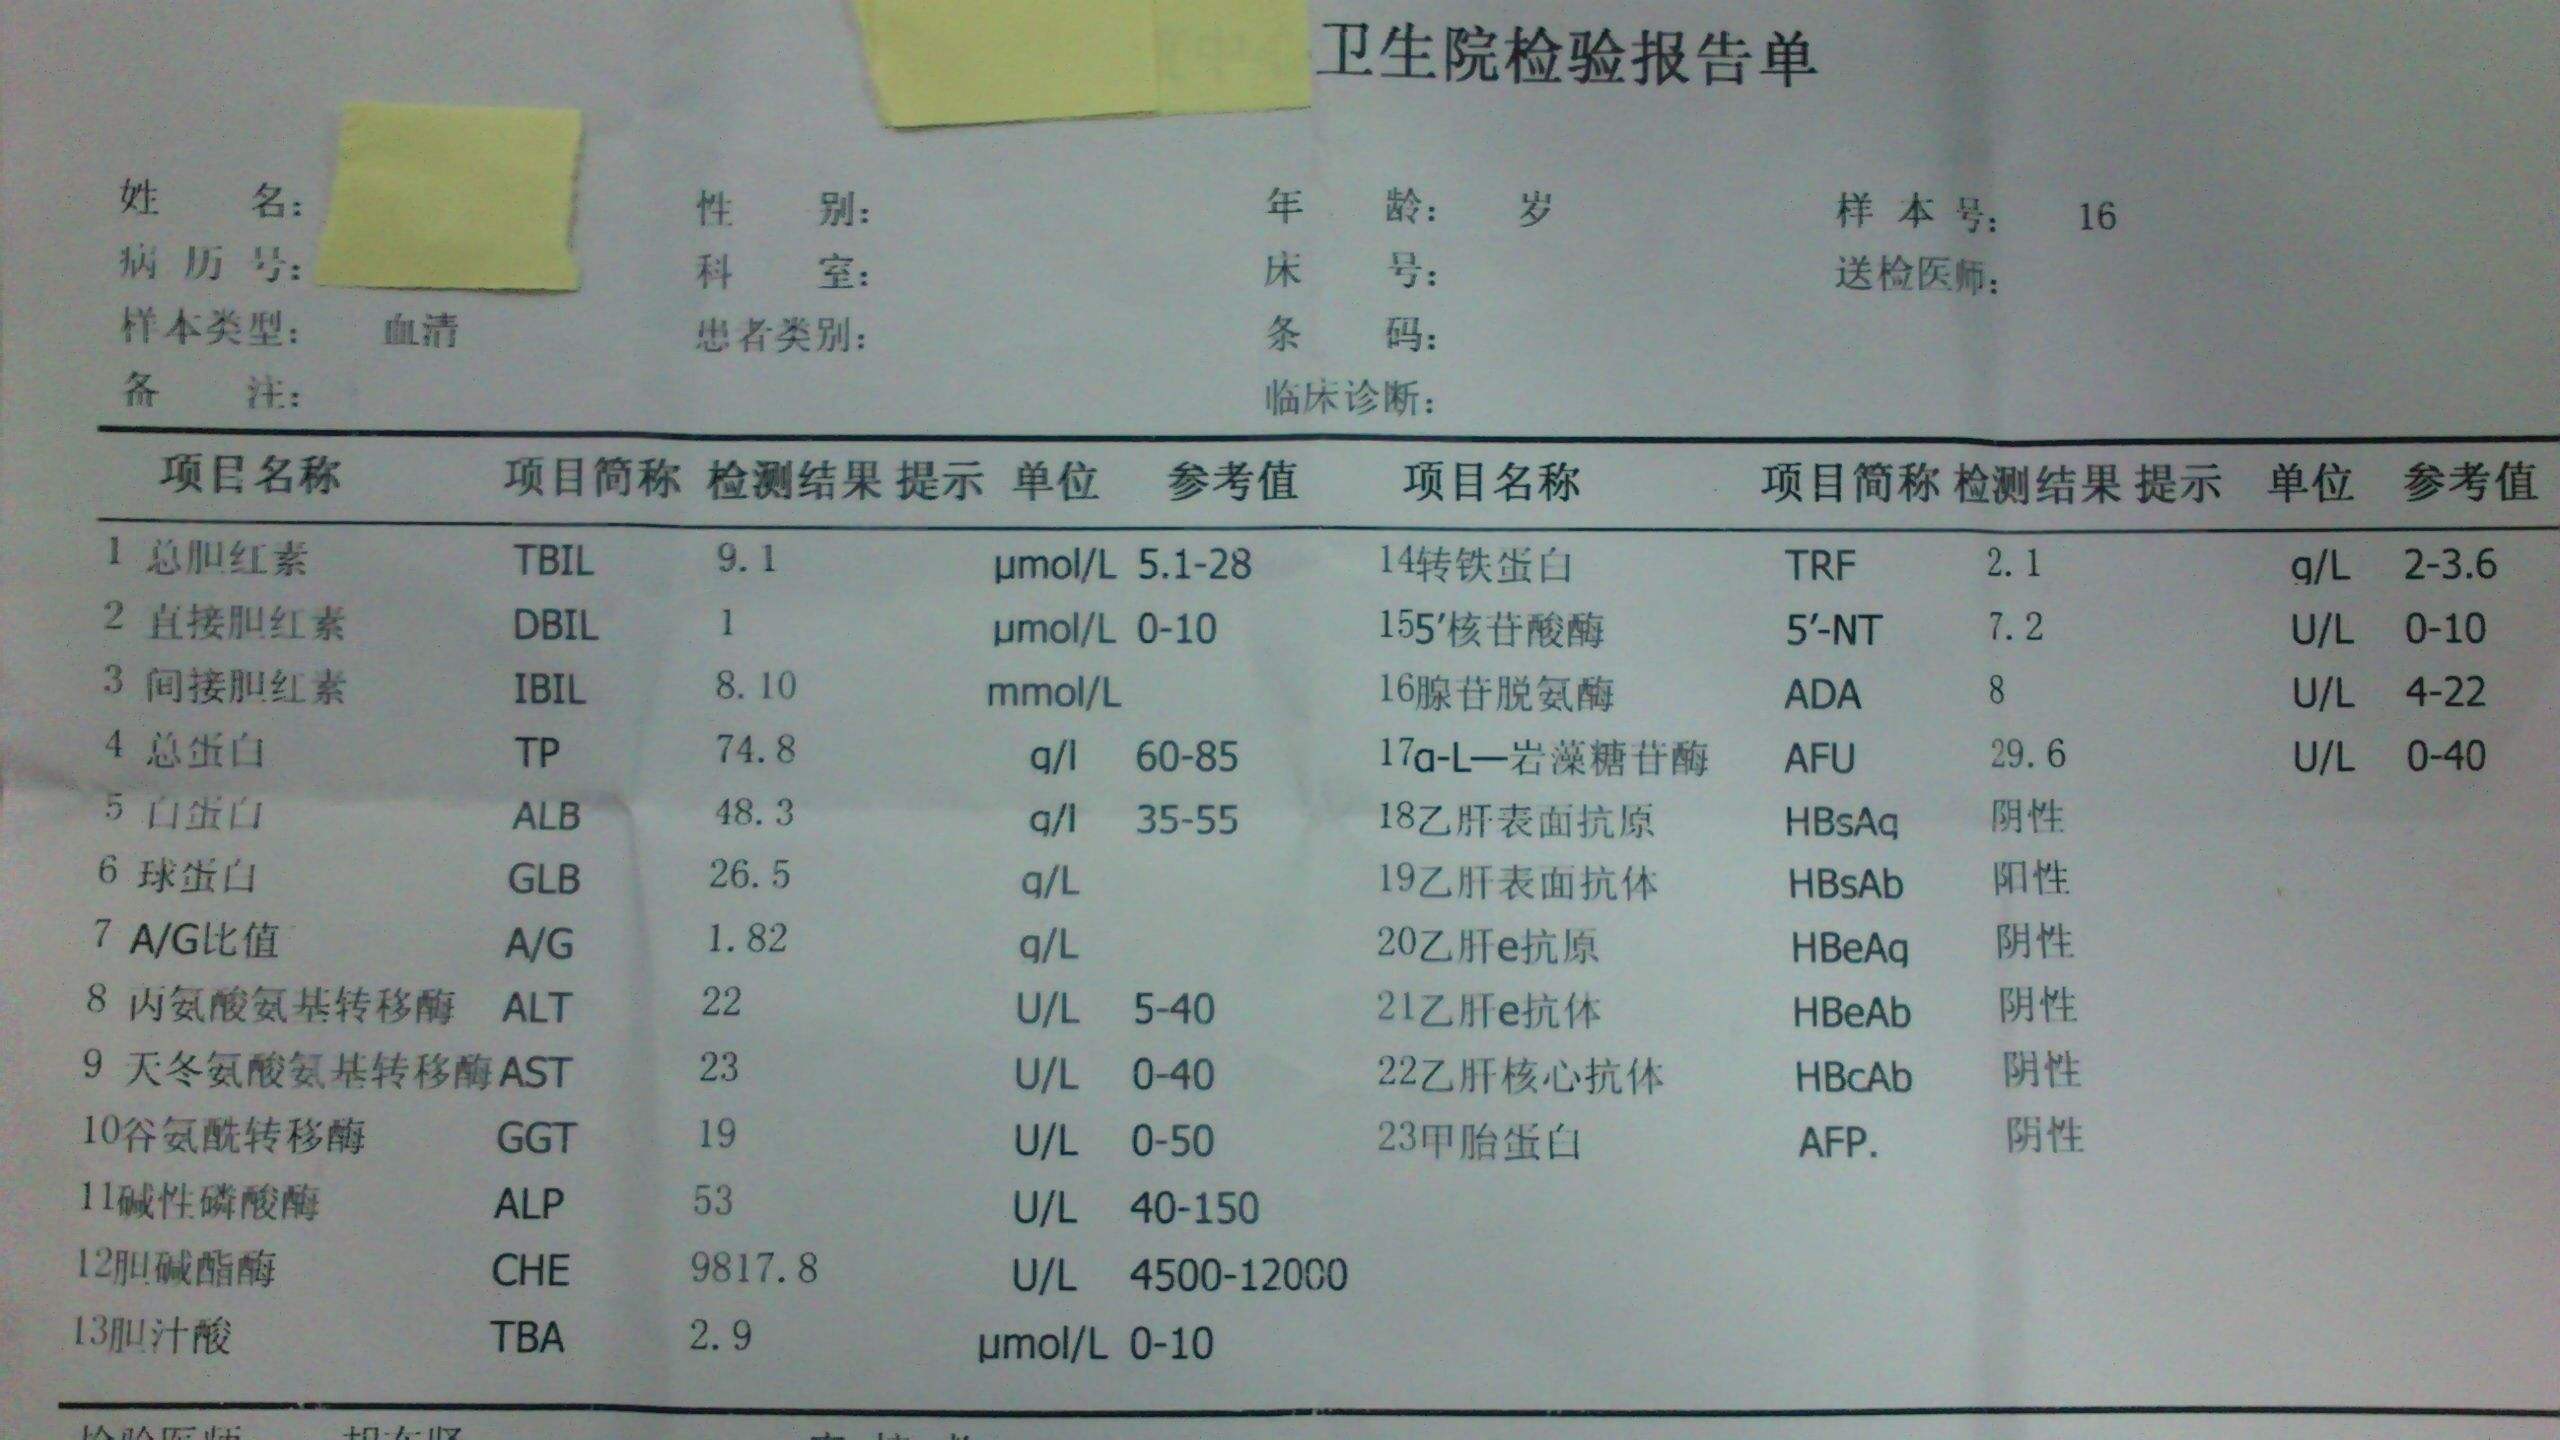 卫生院检验报告单
姓 名: 性 别: 年 龄: 岁 样 本 号: 16
病 历 号: 科 室: 床 号: 送检医师:
样本类型: 血清 患者类别: 条 码:
备 注: 临床诊断:
项目名称 项目简称 检测结果 提示 单位 参考值 项目名称 项目简称 检测结果 提示 单位 参考值
1 总胆红素 TBIL 9.1 μmol/L 5.1-28 14转铁蛋白 TRF 2.1 g/L 2-3.6
2 直接胆红素 DBIL 1 μmol/L 0-10 155'核苷酸酶 5'-NT 7.2 U/L 0-10
3 间接胆红素 IBIL 8.10 mmol/L 16腺苷脱氨酶 ADA 8 U/L 4-22
4 总蛋白 TP 74.8 g/l 60-85 17α-L—岩藻糖苷酶 AFU 29.6 U/L 0-40
5 白蛋白 ALB 48.3 g/l 35-55 18乙肝表面抗原 HBsAg 阴性
6 球蛋白 GLB 26.5 g/L 19乙肝表面抗体 HBsAb 阳性
7 A/G比值 A/G 1.82 g/L 20乙肝e抗原 HBeAg 阴性
8 丙氨酸氨基转移酶 ALT 22 U/L 5-40 21乙肝e抗体 HBeAb 阴性
9 天冬氨酸氨基转移酶 AST 23 U/L 0-40 22乙肝核心抗体 HBcAb 阴性
10谷氨酰转移酶 GGT 19 U/L 0-50 23甲胎蛋白 AFP. 阴性
11碱性磷酸酶 ALP 53 U/L 40-150
12胆碱酯酶 CHE 9817.8 U/L 4500-12000
13胆汁酸 TBA 2.9 μmol/L 0-10
检验医师